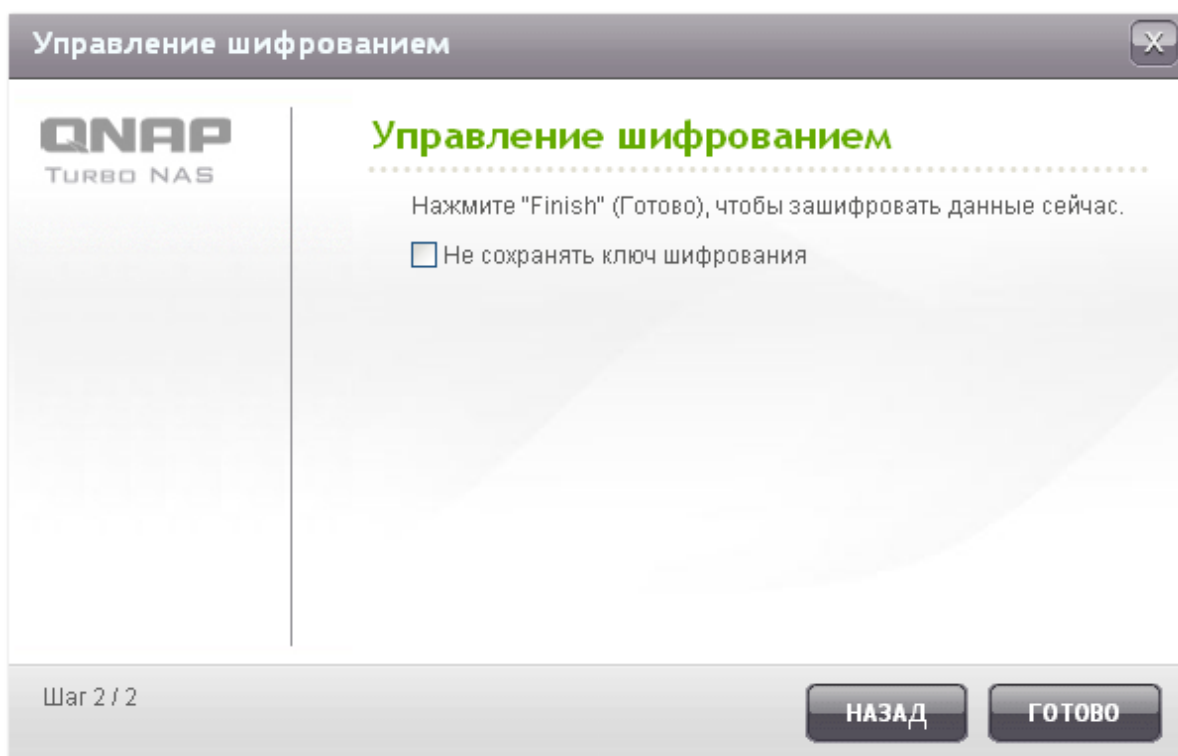 Управление шифрованием
X
QNAP
TURBO NAS
Управление шифрованием
Нажмите "Finish" (Готово), чтобы зашифровать данные сейчас.
Не сохранять ключ шифрования
Шаг 2 / 2
НАЗАД
ГОТОВО